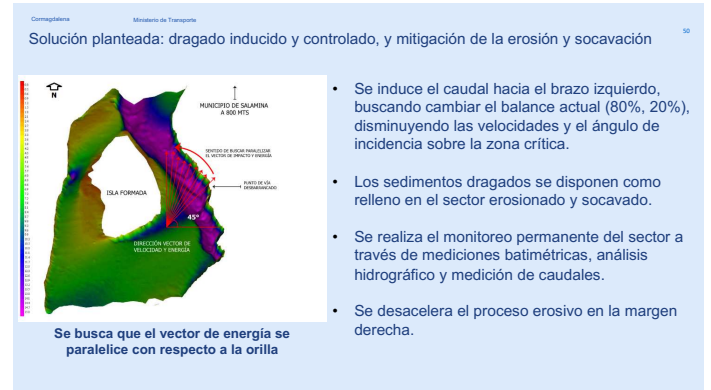 Cormagdalena
Ministerio de Transporte
50
Solución planteada: dragado inducido y controlado, y mitigación de la erosión y socavación
N
MUNICIPIO DE SALAMINA
A 800 MTS
SENTIDO DE BUSCAR PARALELIZAR
EL VECTOR DE IMPACTO Y ENERGÍA
PUNTO DE VÍA
DESBARRANCADO
ISLA FORMADA
45°
DIRECCIÓN VECTOR DE
VELOCIDAD Y ENERGÍA
Se busca que el vector de energía se
paralelice con respecto a la orilla
• Se induce el caudal hacia el brazo izquierdo,
buscando cambiar el balance actual (80%, 20%),
disminuyendo las velocidades y el ángulo de
incidencia sobre la zona crítica.
• Los sedimentos dragados se disponen como
relleno en el sector erosionado y socavado.
• Se realiza el monitoreo permanente del sector a
través de mediciones batimétricas, análisis
hidrográfico y medición de caudales.
• Se desacelera el proceso erosivo en la margen
derecha.